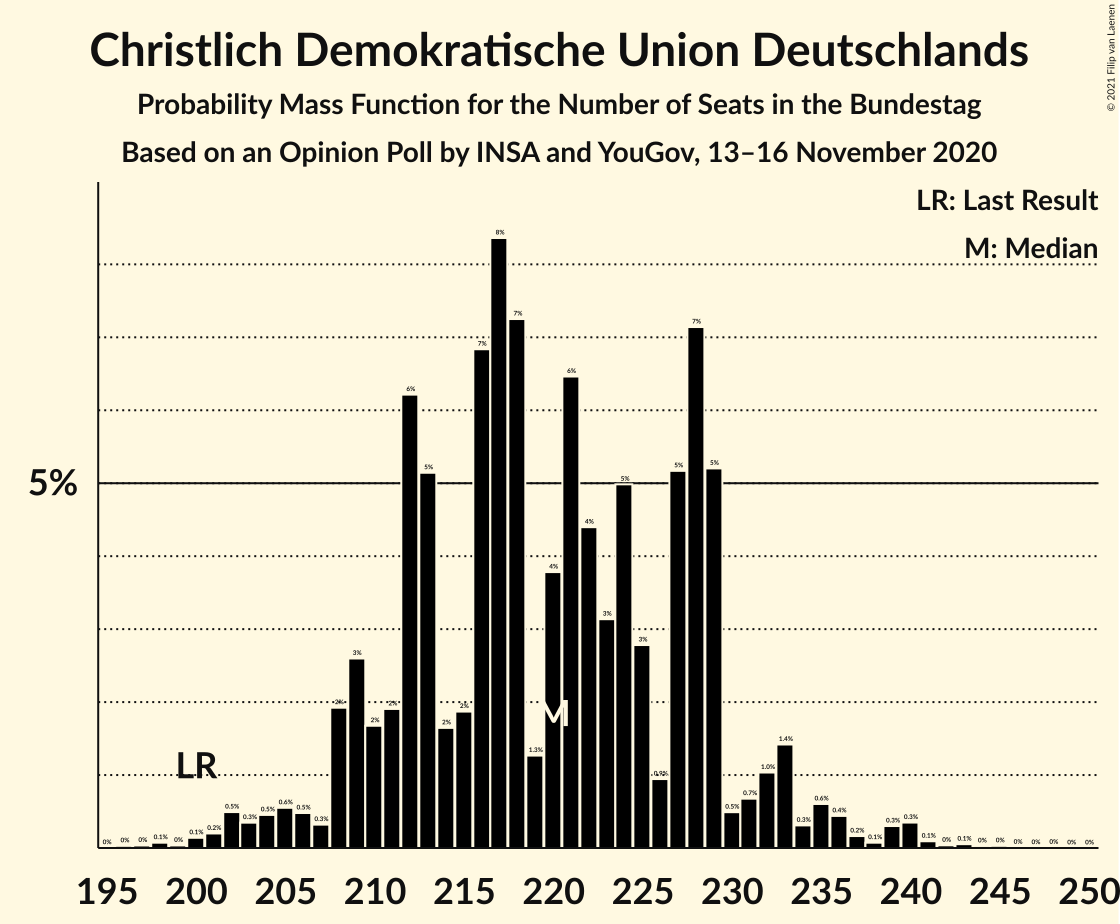 Christlich Demokratische Union Deutschlands
Probability Mass Function for the Number of Seats in the Bundestag
Based on an Opinion Poll by INSA and YouGov, 13–16 November 2020
© 2021 Filip van Laenen
LR: Last Result
M: Median
5%
0% 0% 0% 0.1% 0% 0.1% 0.2% 0.5% 0.3% 0.5% 0.6% 0.5% 0.3% 2% 3% 2% 2% 6% 5% 2% 2% 7% 8% 7% 1.3% 4% 6% 4% 3% 5% 3% 0.9% 5% 7% 5% 0.5% 0.7% 1.0% 1.4% 0.3% 0.6% 0.4% 0.2% 0.1% 0.3% 0.3% 0.1% 0% 0.1% 0% 0% 0% 0% 0% 0% 0%
LR
M
195 200 205 210 215 220 225 230 235 240 245 250